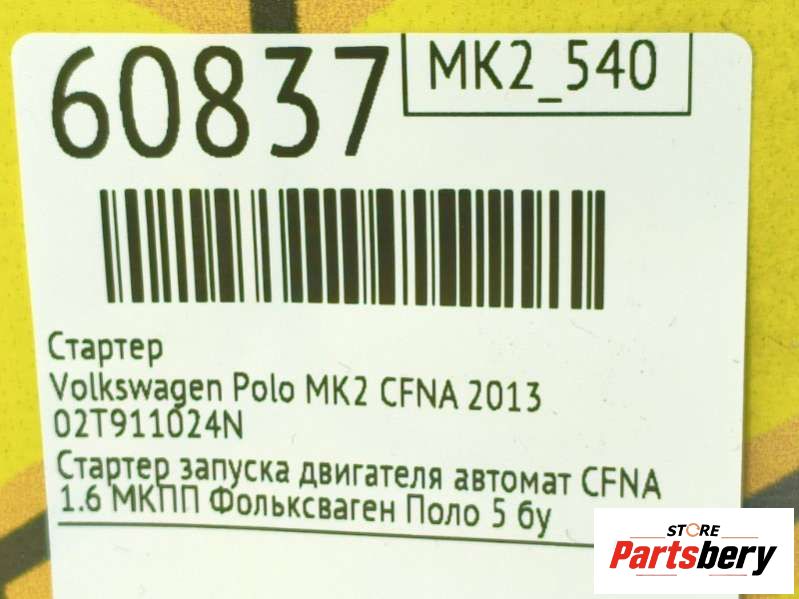 60837
MK2_540
Стартер
Volkswagen Polo MK2 CFNA 2013
02T911024N
Стартер запуска двигателя автомат CFNA
1.6 МКПП Фольксваген Поло 5 бу
STORE
Partsbery